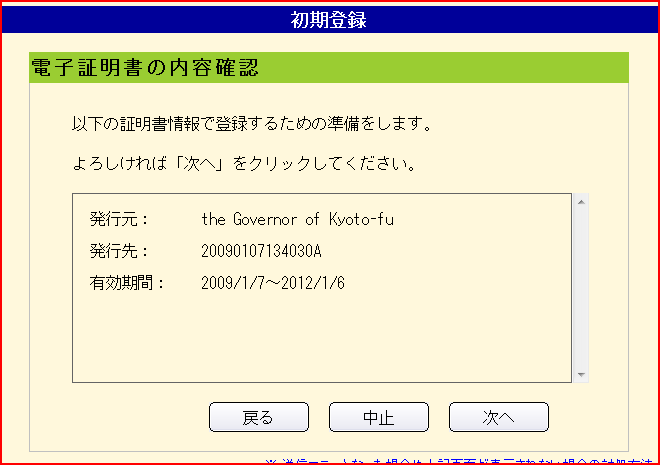 初期登録
電子証明書の内容確認
以下の証明書情報で登録するための準備をします。
よろしければ「次へ」をクリックしてください。
発行元： the Governor of Kyoto-fu
発行先： 20090107134030A
有効期間： 2009/1/7～2012/1/6
戻る 中止 次へ